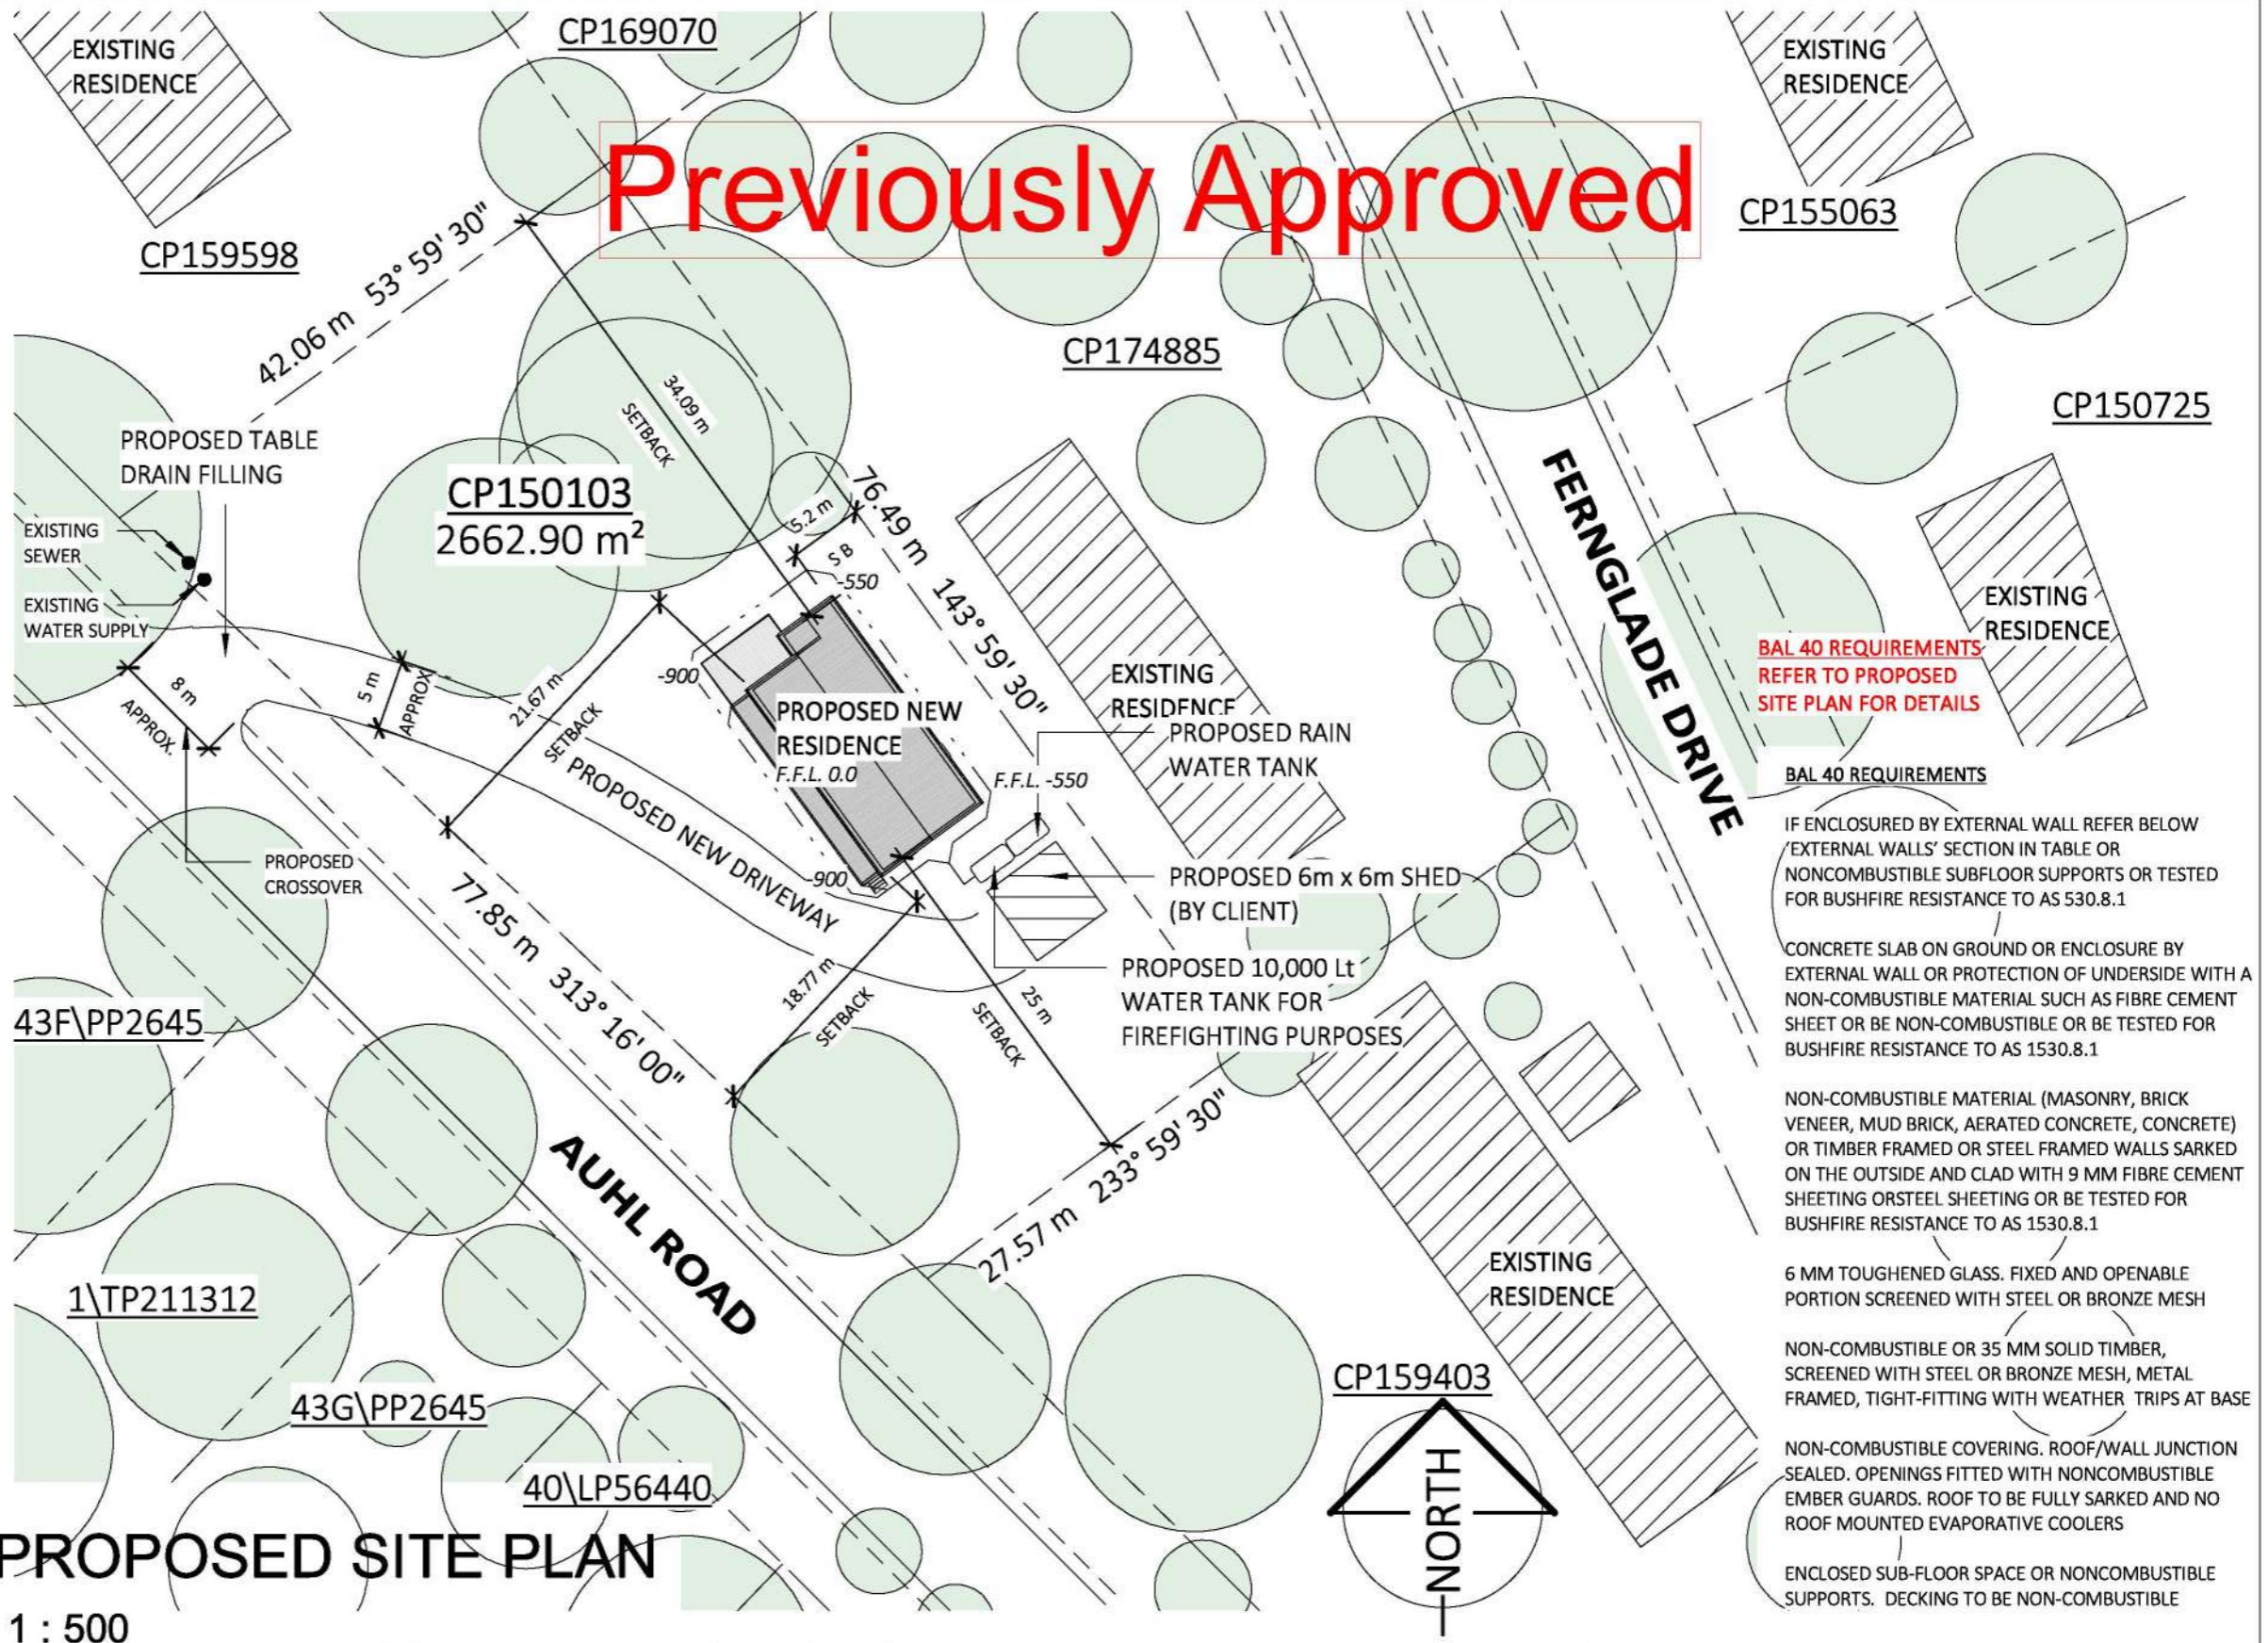 EXISTING
RESIDENCE
CP169070
EXISTING
RESIDENCE
Previously Approved
CP159598
CP155063
42.06 m 53° 59' 30"
CP174885
CP150725
34.09 m
SETBACK
PROPOSED TABLE
DRAIN FILLING
CP150103
2662.90 m²
EXISTING
SEWER
EXISTING
WATER SUPPLY
5.2 m
S B
-550
76.49 m 143° 59' 30"
FERNGLADE DRIVE
EXISTING
RESIDENCE
BAL 40 REQUIREMENTS
REFER TO PROPOSED
SITE PLAN FOR DETAILS
8 m
APPROX.
5 m
APPROX.
21.67 m
SETBACK
-900
PROPOSED NEW
RESIDENCE
F.F.L. 0.0
EXISTING
RESIDENCE
PROPOSED RAIN
WATER TANK
F.F.L. -550
PROPOSED
CROSSOVER
PROPOSED NEW DRIVEWAY
-900
PROPOSED 6m x 6m SHED
(BY CLIENT)
PROPOSED 10,000 Lt
WATER TANK FOR
FIREFIGHTING PURPOSES
77.85 m 313° 16' 00"
18.77 m
SETBACK
25 m
SETBACK
43F\PP2645
AUHL ROAD
27.57 m 233° 59' 30"
1\TP211312
43G\PP2645
40\LP56440
EXISTING
RESIDENCE
CP159403
NORTH
BAL 40 REQUIREMENTS
IF ENCLOSURED BY EXTERNAL WALL REFER BELOW
'EXTERNAL WALLS' SECTION IN TABLE OR
NONCOMBUSTIBLE SUBFLOOR SUPPORTS OR TESTED
FOR BUSHFIRE RESISTANCE TO AS 530.8.1
CONCRETE SLAB ON GROUND OR ENCLOSURE BY
EXTERNAL WALL OR PROTECTION OF UNDERSIDE WITH A
NON-COMBUSTIBLE MATERIAL SUCH AS FIBRE CEMENT
SHEET OR BE NON-COMBUSTIBLE OR BE TESTED FOR
BUSHFIRE RESISTANCE TO AS 1530.8.1
NON-COMBUSTIBLE MATERIAL (MASONRY, BRICK
VENEER, MUD BRICK, AERATED CONCRETE, CONCRETE)
OR TIMBER FRAMED OR STEEL FRAMED WALLS SARKED
ON THE OUTSIDE AND CLAD WITH 9 MM FIBRE CEMENT
SHEETING ORSTEEL SHEETING OR BE TESTED FOR
BUSHFIRE RESISTANCE TO AS 1530.8.1
6 MM TOUGHENED GLASS. FIXED AND OPENABLE
PORTION SCREENED WITH STEEL OR BRONZE MESH
NON-COMBUSTIBLE OR 35 MM SOLID TIMBER,
SCREENED WITH STEEL OR BRONZE MESH, METAL
FRAMED, TIGHT-FITTING WITH WEATHER TRIPS AT BASE
NON-COMBUSTIBLE COVERING. ROOF/WALL JUNCTION
SEALED. OPENINGS FITTED WITH NONCOMBUSTIBLE
EMBER GUARDS. ROOF TO BE FULLY SARKED AND NO
ROOF MOUNTED EVAPORATIVE COOLERS
ENCLOSED SUB-FLOOR SPACE OR NONCOMBUSTIBLE
SUPPORTS. DECKING TO BE NON-COMBUSTIBLE
PROPOSED SITE PLAN
1 : 500